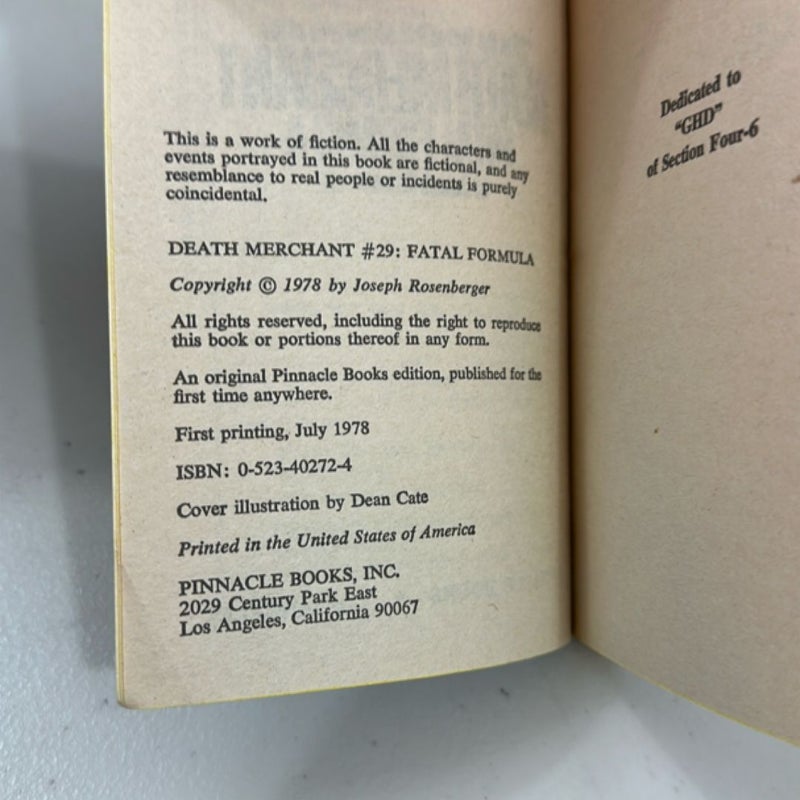 This is a work of fiction. All the characters and
events portrayed in this book are fictional, and any
resemblance to real people or incidents is purely
coincidental.
DEATH MERCHANT #29: FATAL FORMULA
Copyright © 1978 by Joseph Rosenberger
All rights reserved, including the right to reproduce
this book or portions thereof in any form.
An original Pinnacle Books edition, published for the
first time anywhere.
First printing, July 1978
ISBN: 0-523-40272-4
Cover illustration by Dean Cate
Printed in the United States of America
PINNACLE BOOKS, INC.
2029 Century Park East
Los Angeles, California 90067
Dedicated to
“GHD”
of Section Four-6